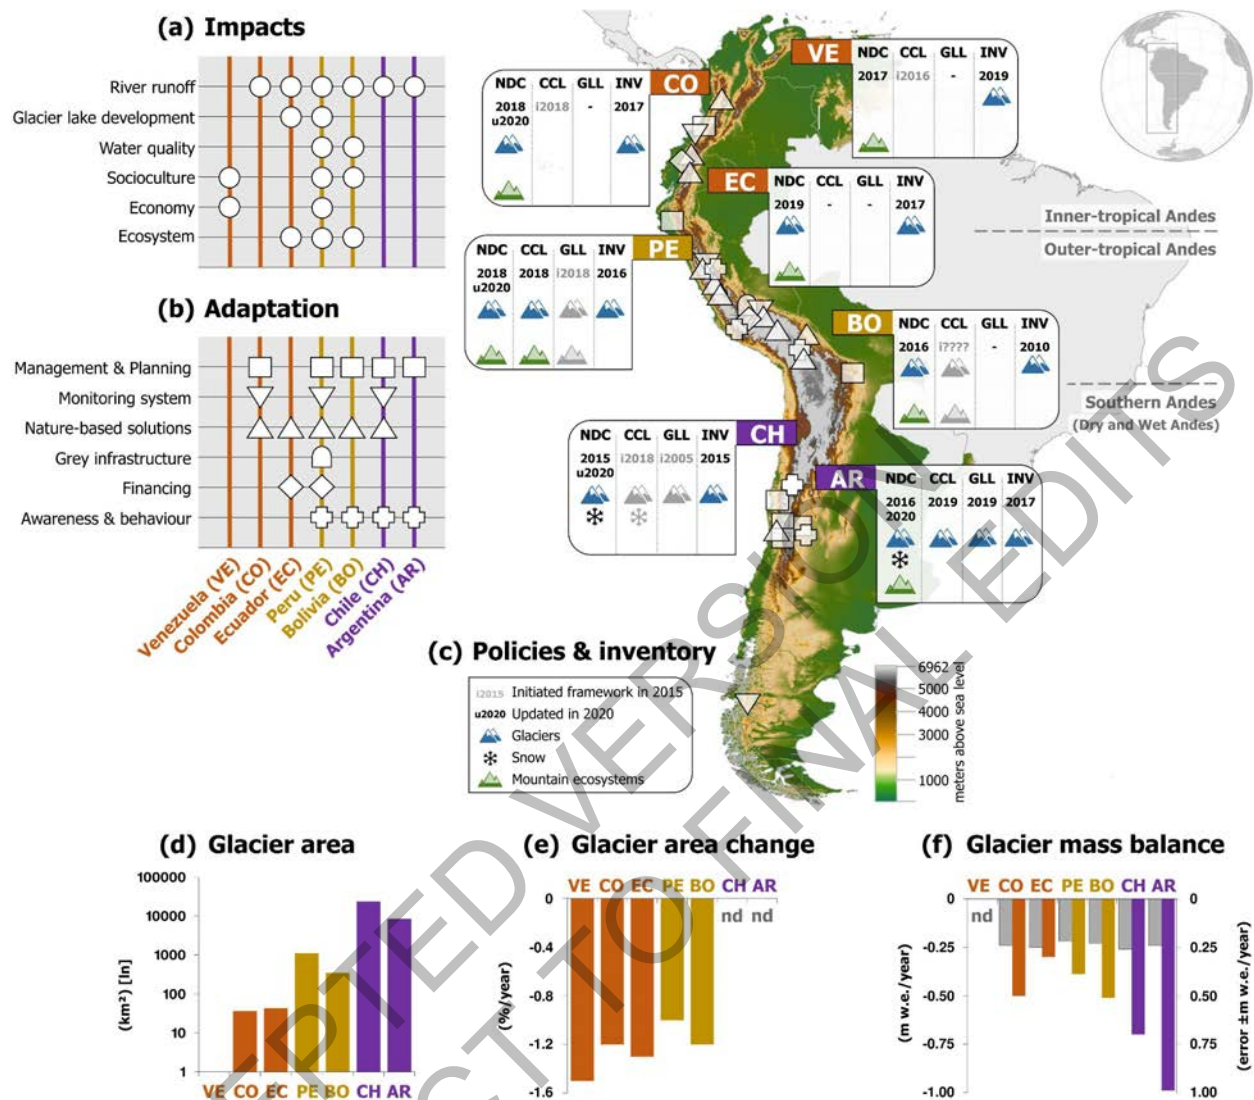 (a) Impacts
River runoff
Glacier lake development
Water quality
Socioculture
Economy
Ecosystem
(b) Adaptation
Management & Planning
Monitoring system
Nature-based solutions
Grey infrastructure
Financing
Awareness & behaviour
Venezuela (VE)
Colombia (CO)
Ecuador (EC)
Peru (PE)
Bolivia (BO)
Chile (CH)
Argentina (AR)
VE
NDC CCL GLL INV
2017 i2016 - 2019
CO
NDC CCL GLL INV
2018 i2018 - 2017
u2020
EC
NDC CCL GLL INV
2019 - - 2017
Inner-tropical Andes
Outer-tropical Andes
PE
NDC CCL GLL INV
2018 2018 i2018 2016
u2020
BO
NDC CCL GLL INV
2016 i???? - 2010
Southern Andes
(Dry and Wet Andes)
CH
NDC CCL GLL INV
2015 i2018 i2005 2015
u2020
AR
NDC CCL GLL INV
2016 2019 2019 2017
2020
(c) Policies & inventory
i2015 Initiated framework in 2015
u2020 Updated in 2020
Glaciers
Snow
Mountain ecosystems
6962
5000
4000
3000
1000
meters above sea level
(d) Glacier area
100000
10000
1000
100
10
1
(km²) [ln]
VE CO EC PE BO CH AR
(e) Glacier area change
VE CO EC PE BO CH AR
0
-0.4
-0.8
-1.2
-1.6
(%/year)
nd nd
(f) Glacier mass balance
VE CO EC PE BO CH AR
0
-0.25
-0.50
-0.75
-1.00
(m w.e./year)
nd
0
0.25
0.50
0.75
1.00
(error ±m w.e./year)
EPTED VERSION
CT TO FINAL EDITS